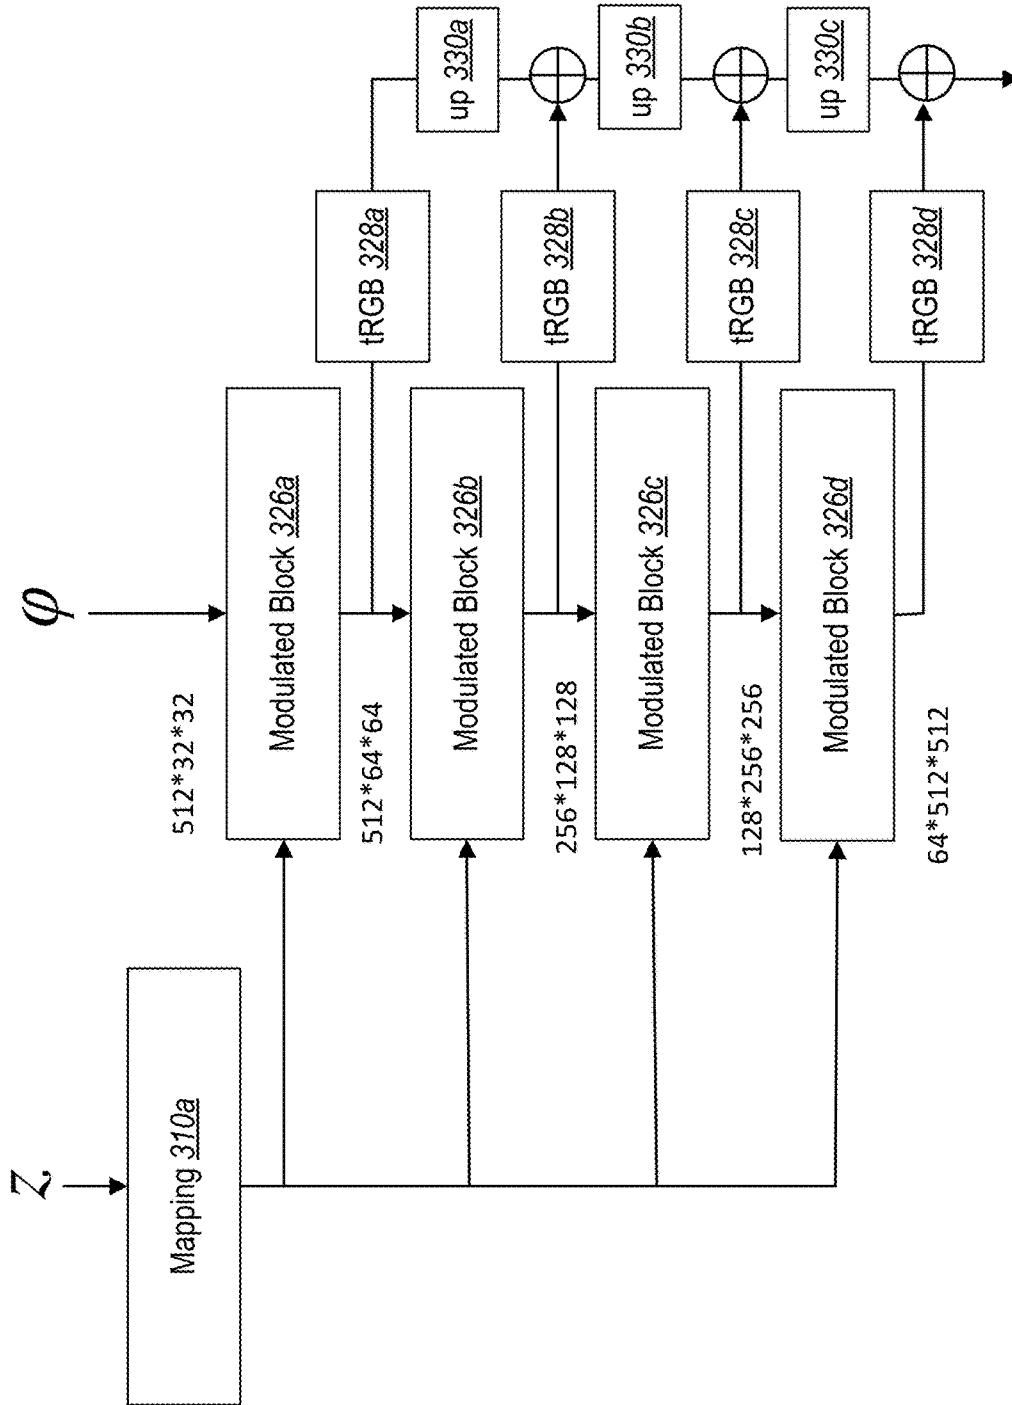 z
φ
Mapping 310a
512*32*32
Modulated Block 326a
512*64*64
Modulated Block 326b
256*128*128
Modulated Block 326c
128*256*256
Modulated Block 326d
64*512*512
tRGB 328a
tRGB 328b
tRGB 328c
tRGB 328d
up 330a
up 330b
up 330c